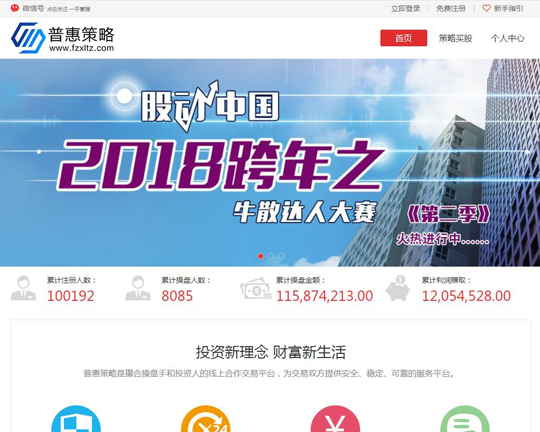 微信号 点击关注 一手掌握
立即登录 | 免费注册 | 新手指引
普惠策略
www.fzxltz.com
首页 策略买股 个人中心
股动中国
2018跨年之
牛散达人大赛
《第二季》
火热进行中......
累计注册人数：
100192
累计操盘人数：
8085
累计操盘金额：
115,874,213.00
累计利润赚取：
12,054,528.00
投资新理念 财富新生活
普惠策略是撮合操盘手和投资人的线上合作交易平台，为交易双方提供安全、稳定、可靠的服务平台。
24
¥